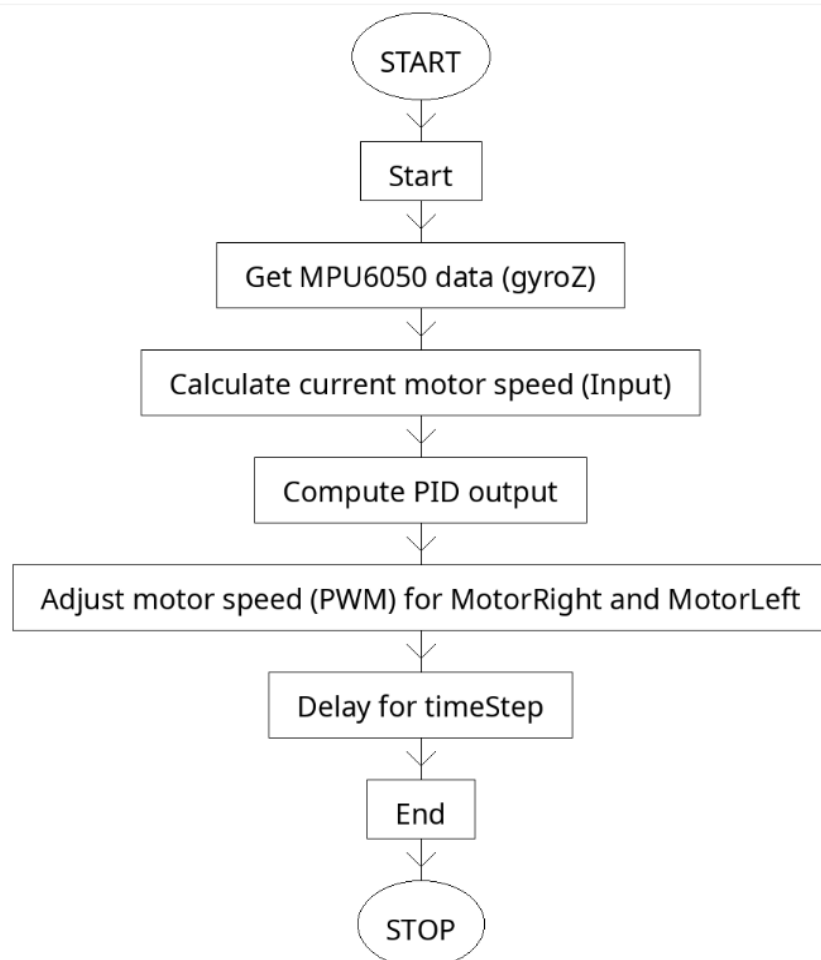 START
Start
Get MPU6050 data (gyroZ)
Calculate current motor speed (Input)
Compute PID output
Adjust motor speed (PWM) for MotorRight and MotorLeft
Delay for timeStep
End
STOP